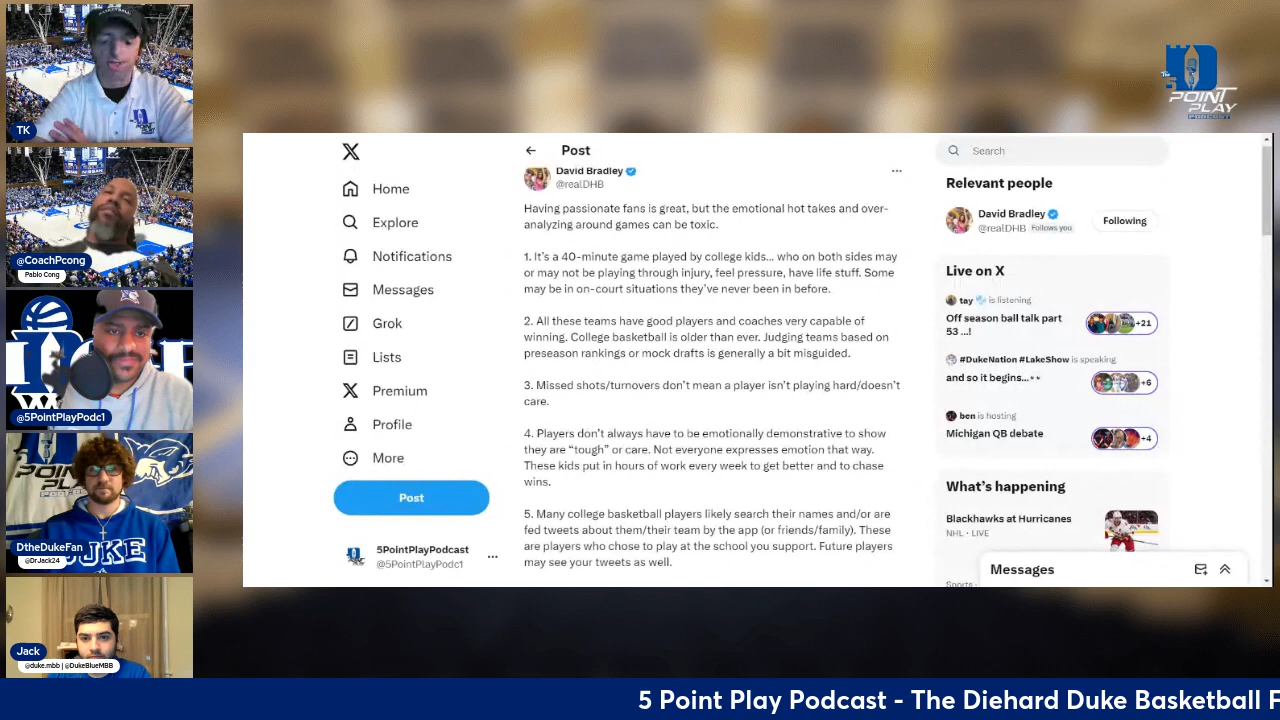 TK
@CoachPcong
Pablo Cong
@5PointPlayPodc1
DtheDukeFan
@DrJack24
Jack
@duke.mbb | @DukeBlueMBB
DUKE
The 5
POINT
PLAY
PODCAST
X
Home
Explore
Notifications
Messages
Grok
Lists
Premium
Profile
More
Post
5PointPlayPodcast
@5PointPlayPodc1
Post
David Bradley
@realDHB
Having passionate fans is great, but the emotional hot takes and over-
analyzing around games can be toxic.
1. It's a 40-minute game played by college kids... who on both sides may
or may not be playing through injury, feel pressure, have life stuff. Some
may be in on-court situations they've never been in before.
2. All these teams have good players and coaches very capable of
winning. College basketball is older than ever. Judging teams based on
preseason rankings or mock drafts is generally a bit misguided.
3. Missed shots/turnovers don't mean a player isn't playing hard/doesn't
care.
4. Players don't always have to be emotionally demonstrative to show
they are "tough" or care. Not everyone expresses emotion that way.
These kids put in hours of work every week to get better and to chase
wins.
5. Many college basketball players likely search their names and/or are
fed tweets about them/their team by the app (or friends/family). These
are players who chose to play at the school you support. Future players
may see your tweets as well.
Search
Relevant people
David Bradley
@realDHB Follows you
Following
Live on X
tay is listening
Off season ball talk part
53 ...!
+21
#DukeNation #LakeShow is speaking
and so it begins...
+6
ben is hosting
Michigan QB debate
+4
What's happening
Blackhawks at Hurricanes
NHL · LIVE
Sports ·
Messages
5 Point Play Podcast - The Diehard Duke Basketball F